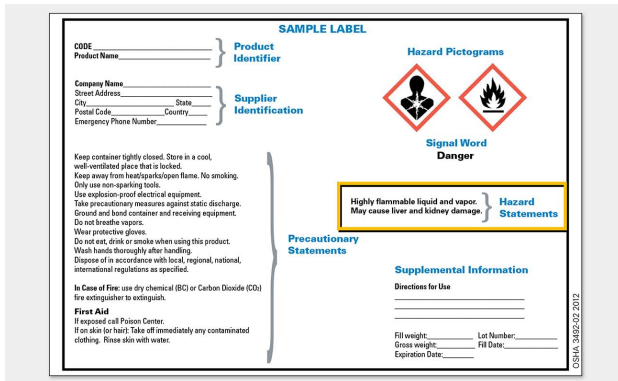 SAMPLE LABEL
CODE
Product Name
Product
Identifier
Company Name
Street Address
City State
Postal Code Country
Emergency Phone Number
Supplier
Identification
Keep container tightly closed. Store in a cool,
well-ventilated place that is locked.
Keep away from heat/sparks/open flame. No smoking.
Only use non-sparking tools.
Use explosion-proof electrical equipment.
Take precautionary measures against static discharge.
Ground and bond container and receiving equipment.
Do not breathe vapors.
Wear protective gloves.
Do not eat, drink or smoke when using this product.
Wash hands thoroughly after handling.
Dispose of in accordance with local, regional, national,
international regulations as specified.
In Case of Fire: use dry chemical (BC) or Carbon Dioxide (CO₂)
fire extinguisher to extinguish.
First Aid
If exposed call Poison Center.
If on skin (or hair): Take off immediately any contaminated
clothing. Rinse skin with water.
Precautionary
Statements
Hazard Pictograms
Signal Word
Danger
Highly flammable liquid and vapor.
May cause liver and kidney damage.
Hazard
Statements
Supplemental Information
Directions for Use
Fill weight: Lot Number:
Gross weight: Fill Date:
Expiration Date:
OSHA 3492-02 2012